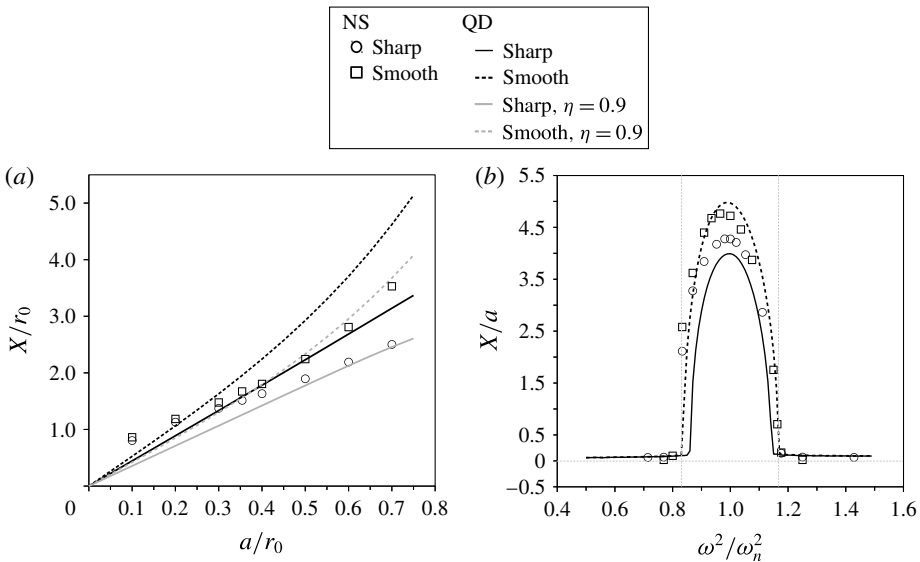 NS QD
Sharp Sharp
Smooth Smooth
Sharp, η = 0.9
Smooth, η = 0.9
(a) (b)
5.0
4.0
3.0
2.0
1.0
0 0.1 0.2 0.3 0.4 0.5 0.6 0.7 0.8
X/r₀
a/r₀
5.5
4.5
3.5
2.5
1.5
0.5
0
−0.5
0.4 0.6 0.8 1.0 1.2 1.4 1.6
X/a
ω²/ωₙ²